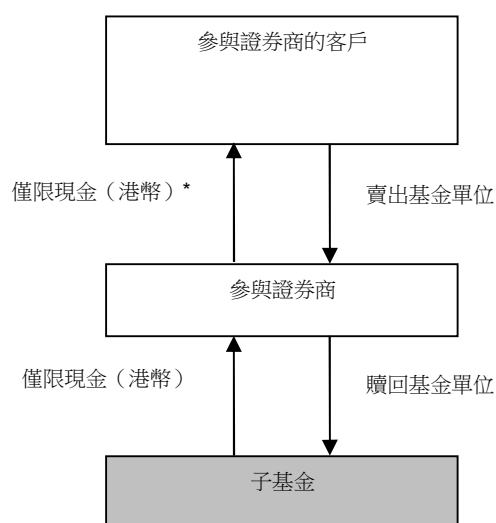 參與證券商的客戶
僅限現金（港幣）*
賣出基金單位
參與證券商
僅限現金（港幣）
贖回基金單位
子基金